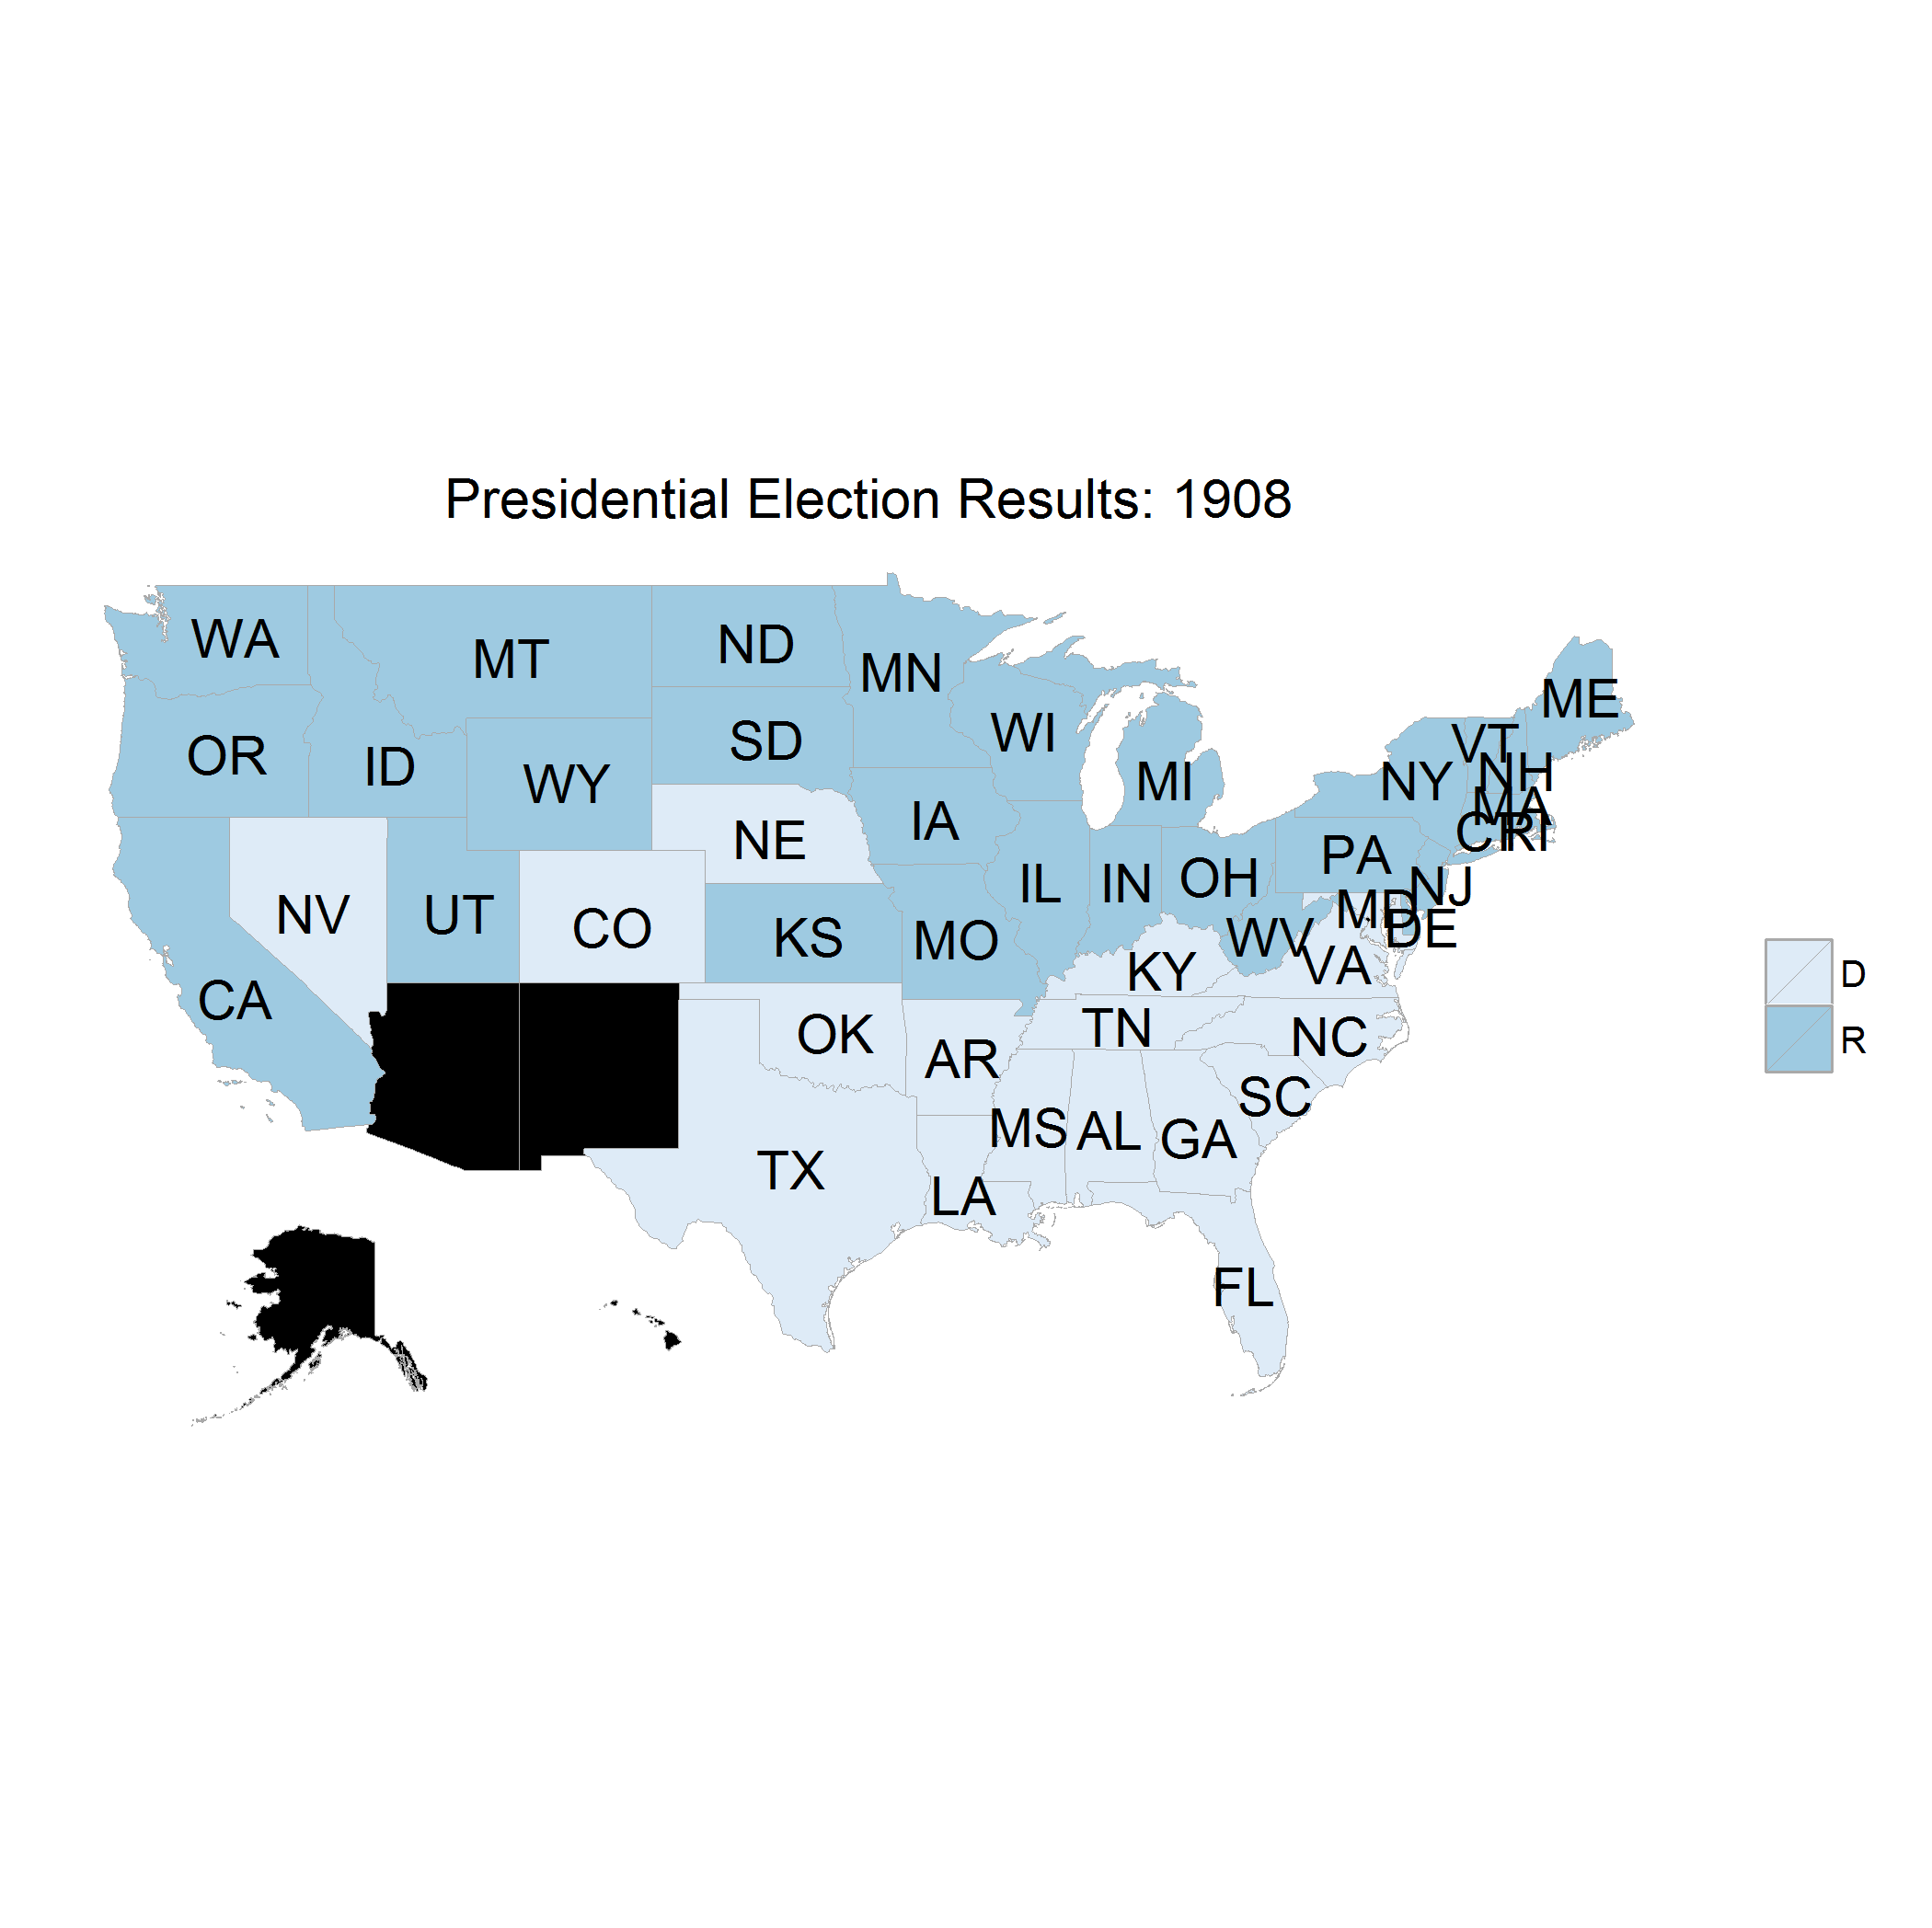 Presidential Election Results: 1908
WA
MT
ND
MN
ME
OR
ID
WY
SD
WI
MI
NY
VT
NH
MA
CT
RI
NV
UT
CO
NE
KS
IA
MO
IL
IN
OH
PA
NJ
MD
DE
WV
VA
KY
CA
OK
AR
TN
NC
SC
TX
LA
MS
AL
GA
FL
D
R